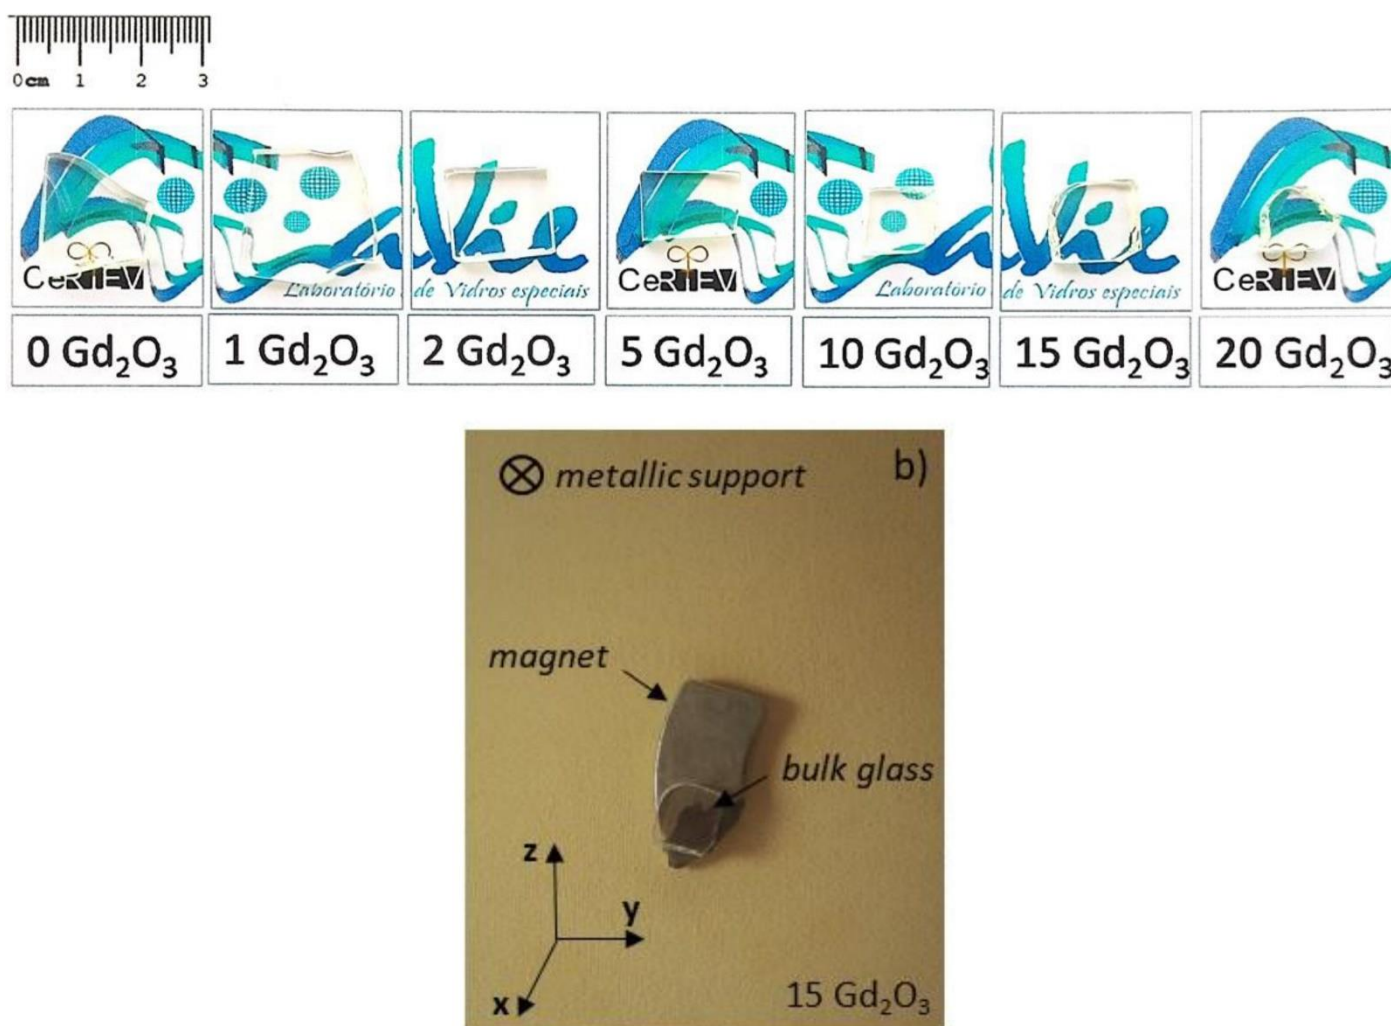 0 cm 1 2 3
CeRTEV
Laboratório
de Vidros especiais
CeRTEV
Laboratório
de Vidros especiais
CeRTEV
0 Gd₂O₃
1 Gd₂O₃
2 Gd₂O₃
5 Gd₂O₃
10 Gd₂O₃
15 Gd₂O₃
20 Gd₂O₃
metallic support
b)
magnet
bulk glass
z
y
x
15 Gd₂O₃